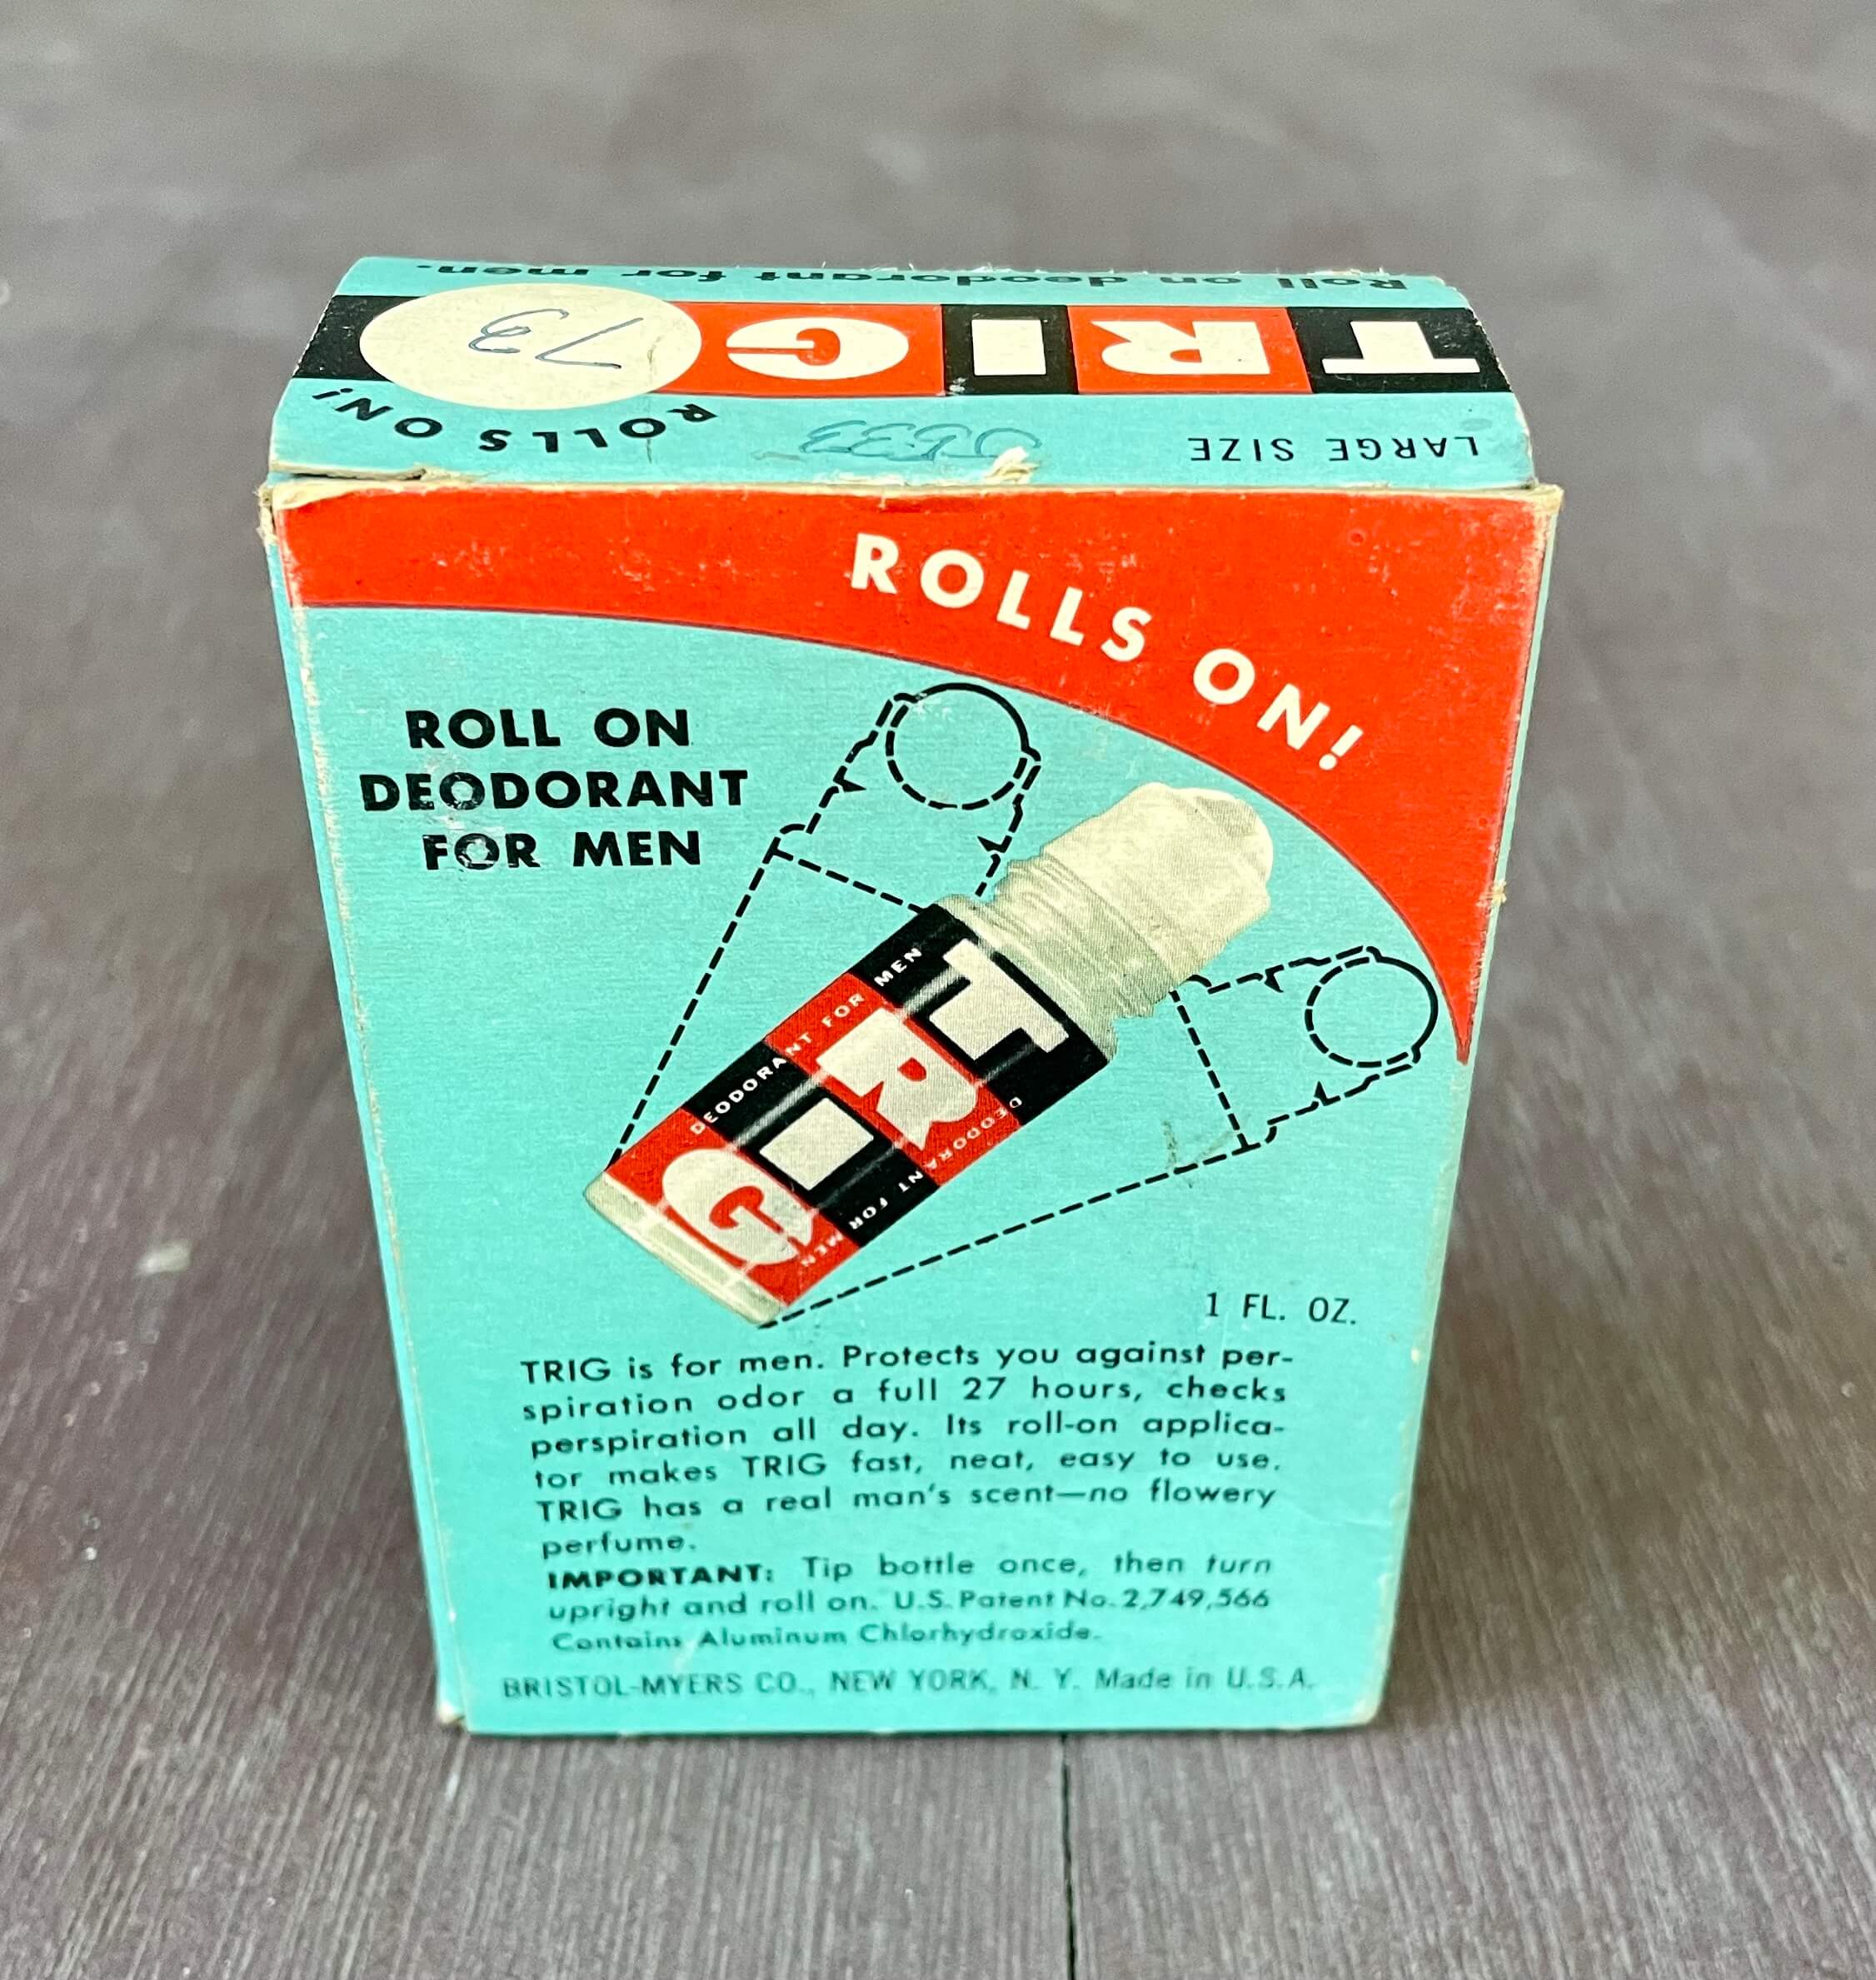 Roll on deodorant for men.
TRIG
73
LARGE SIZE
ROLLS ON!
ROLLS ON!
ROLL ON
DEODORANT
FOR MEN
TRIG
DEODORANT FOR MEN
DEODORANT FOR MEN
1 FL. OZ.
TRIG is for men. Protects you against per-
spiration odor a full 27 hours, checks
perspiration all day. Its roll-on applica-
tor makes TRIG fast, neat, easy to use.
TRIG has a real man's scent—no flowery
perfume.
IMPORTANT: Tip bottle once, then turn
upright and roll on. U.S. Patent No. 2,749,566
Contains Aluminum Chlorhydroxide.
BRISTOL-MYERS CO., NEW YORK, N. Y. Made in U.S.A.